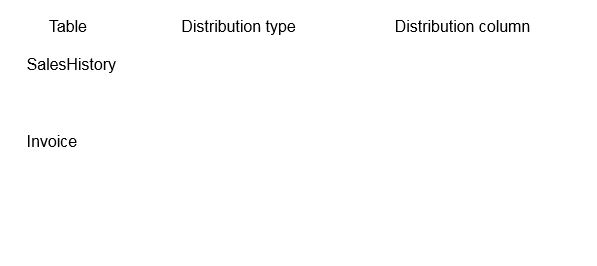 Table Distribution type Distribution column
SalesHistory
Invoice